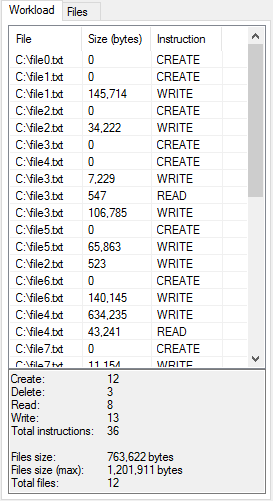 Workload Files
File Size (bytes) Instruction
C:\file0.txt 0 CREATE
C:\file1.txt 0 CREATE
C:\file1.txt 145,714 WRITE
C:\file2.txt 0 CREATE
C:\file2.txt 34,222 WRITE
C:\file3.txt 0 CREATE
C:\file4.txt 0 CREATE
C:\file3.txt 7,229 WRITE
C:\file3.txt 547 READ
C:\file3.txt 106,785 WRITE
C:\file5.txt 0 CREATE
C:\file5.txt 65,863 WRITE
C:\file2.txt 523 WRITE
C:\file6.txt 0 CREATE
C:\file6.txt 140,145 WRITE
C:\file4.txt 634,235 WRITE
C:\file4.txt 43,241 READ
C:\file7.txt 0 CREATE
C:\file7.txt 11,154 WRITE
Create: 12
Delete: 3
Read: 8
Write: 13
Total instructions: 36
Files size: 763,622 bytes
Files size (max): 1,201,911 bytes
Total files: 12